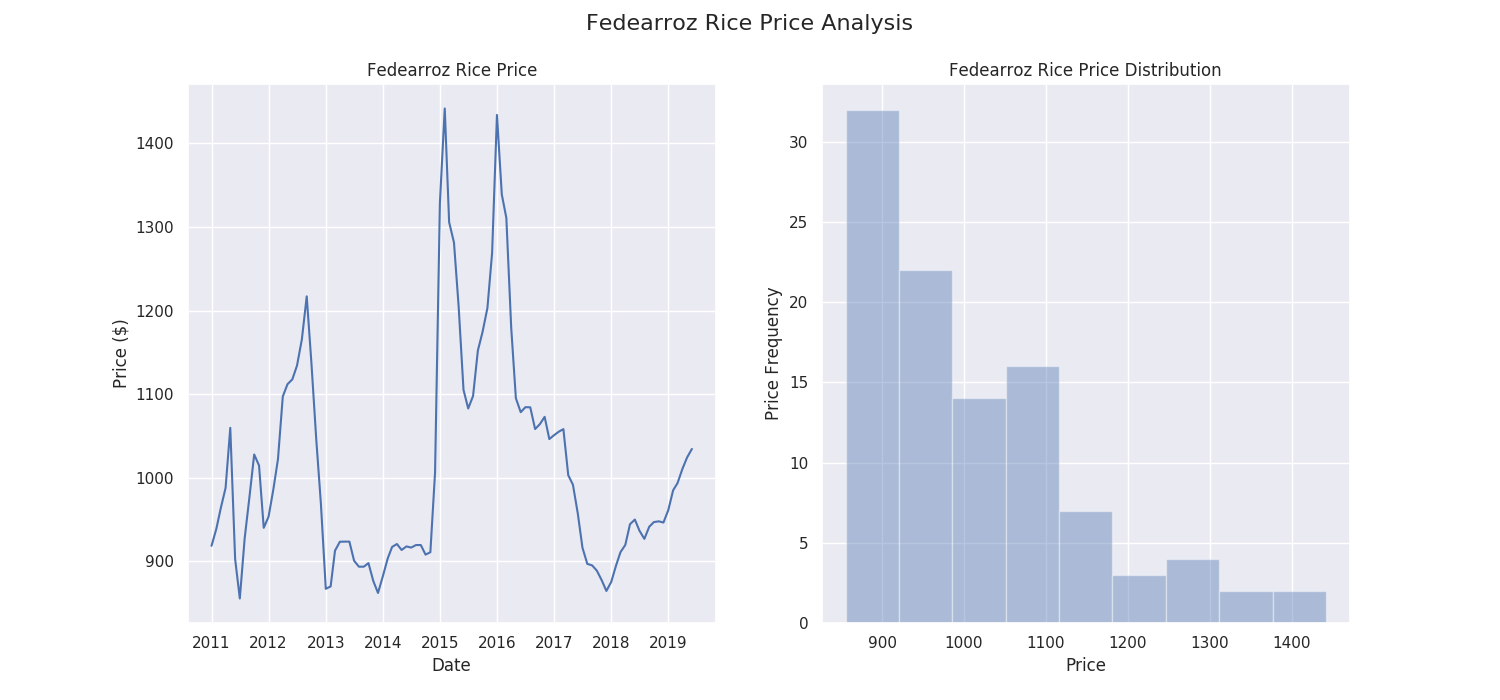 Fedearroz Rice Price Analysis
Fedearroz Rice Price
Price ($)
1400
1300
1200
1100
1000
900
2011 2012 2013 2014 2015 2016 2017 2018 2019
Date
Fedearroz Rice Price Distribution
Price Frequency
30
25
20
15
10
5
0
900 1000 1100 1200 1300 1400
Price